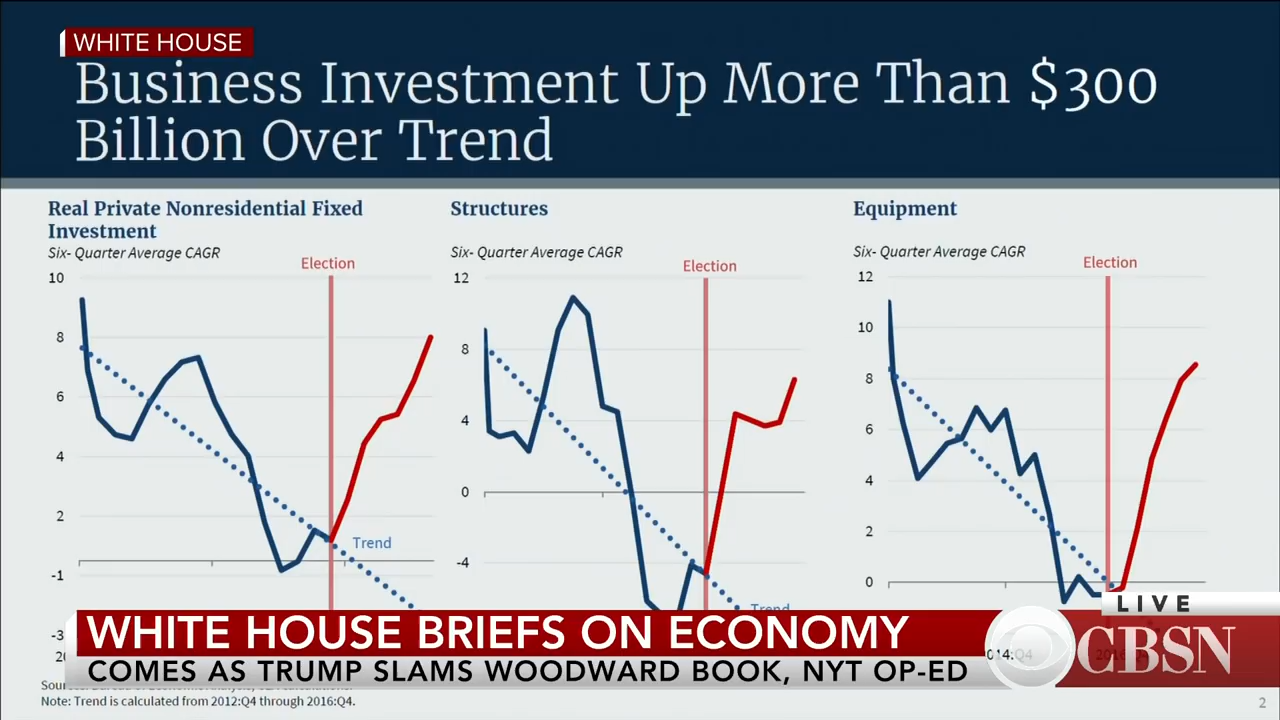 WHITE HOUSE
Business Investment Up More Than $300
Billion Over Trend
Real Private Nonresidential Fixed
Investment
Six- Quarter Average CAGR
Election
10
8
6
4
2
-1
-3
20
Trend
Structures
Six- Quarter Average CAGR
Election
12
8
4
0
-4
Trend
Equipment
Six- Quarter Average CAGR
Election
12
10
8
6
4
2
0
LIVE
WHITE HOUSE BRIEFS ON ECONOMY
COMES AS TRUMP SLAMS WOODWARD BOOK, NYT OP-ED
CBSN
Note: Trend is calculated from 2012:Q4 through 2016:Q4.
2